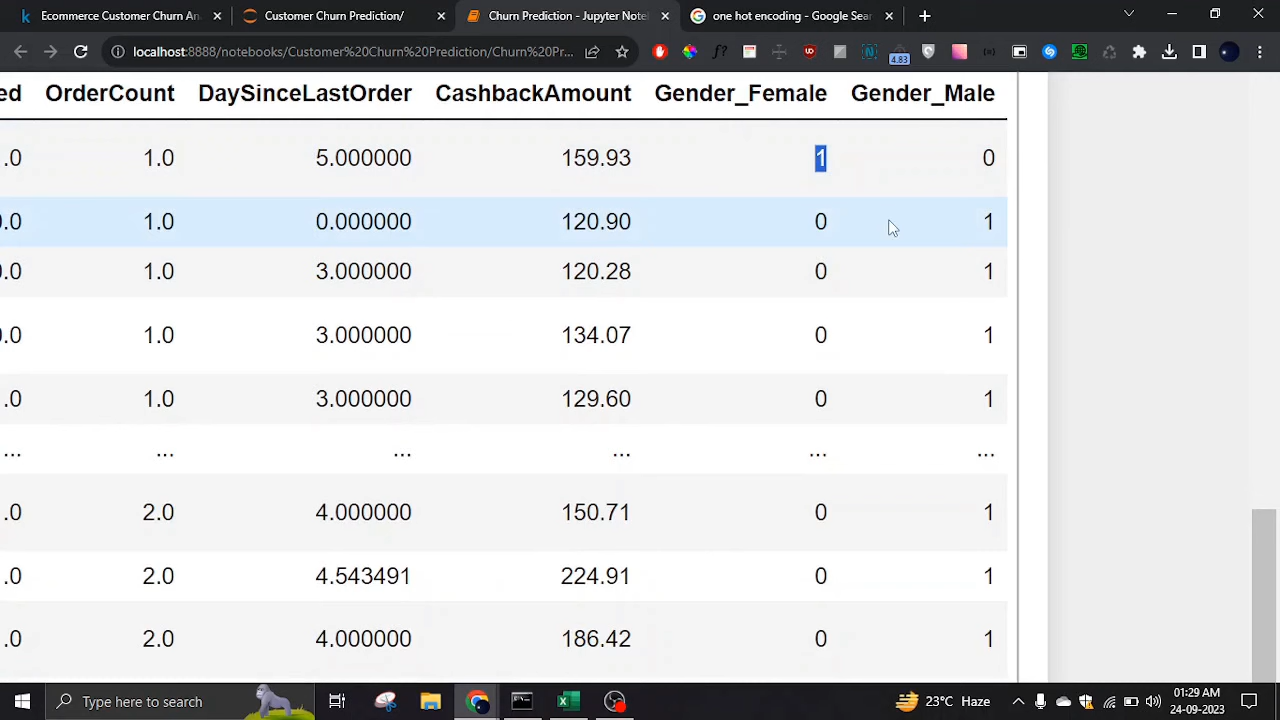 Ecommerce Customer Churn An
Customer Churn Prediction/
Churn Prediction - Jupyter Note
one hot encoding - Google Sear
localhost:8888/notebooks/Customer%20Churn%20Prediction/Churn%20Pr...
4.83
ed OrderCount DaySinceLastOrder CashbackAmount Gender_Female Gender_Male
.0 1.0 5.000000 159.93 1 0
0.0 1.0 0.000000 120.90 0 1
0.0 1.0 3.000000 120.28 0 1
0.0 1.0 3.000000 134.07 0 1
.0 1.0 3.000000 129.60 0 1
... ... ... ... ... ...
.0 2.0 4.000000 150.71 0 1
.0 2.0 4.543491 224.91 0 1
.0 2.0 4.000000 186.42 0 1
Type here to search
23°C Haze
01:29 AM
24-09-2023